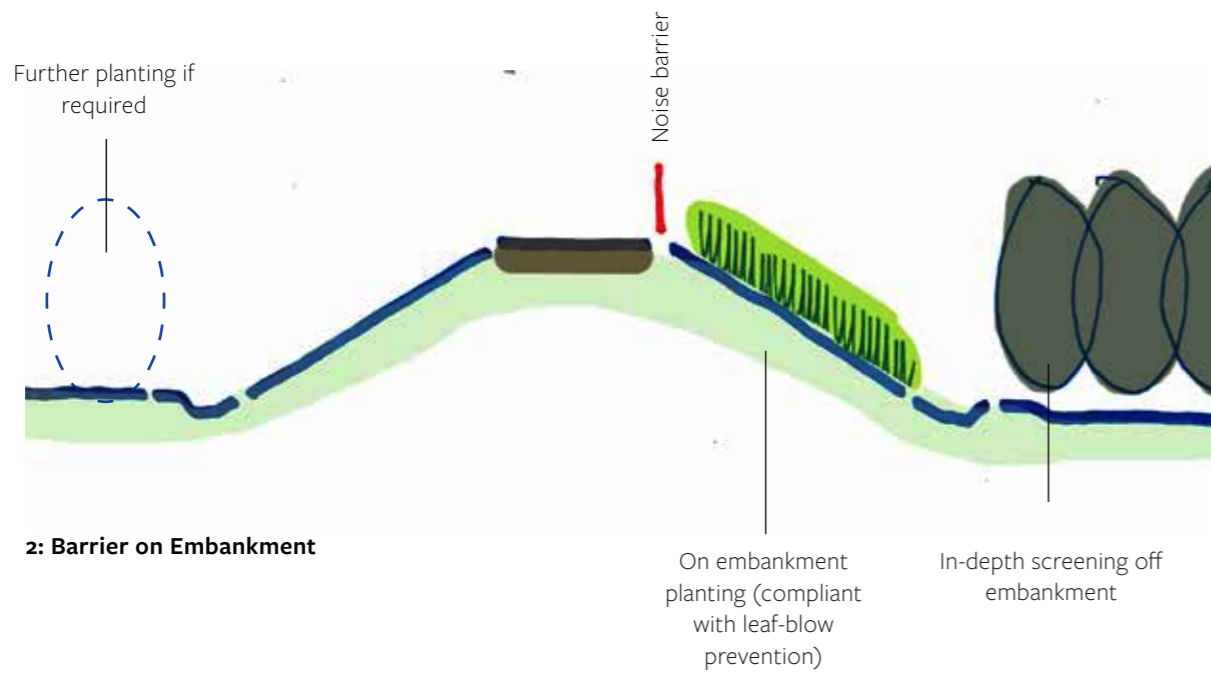 Further planting if
required
Noise barrier
2: Barrier on Embankment
On embankment
planting (compliant
with leaf-blow
prevention)
In-depth screening off
embankment